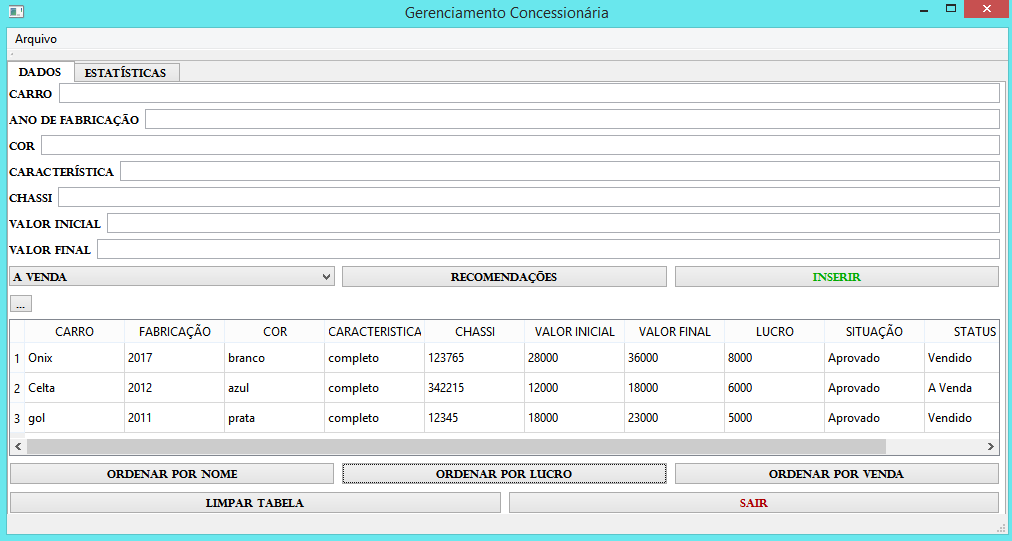 Gerenciamento Concessionária
Arquivo
DADOS ESTATÍSTICAS
CARRO
ANO DE FABRICAÇÃO
COR
CARACTERÍSTICA
CHASSI
VALOR INICIAL
VALOR FINAL
A VENDA RECOMENDAÇÕES INSERIR
...
CARRO FABRICAÇÃO COR CARACTERISTICA CHASSI VALOR INICIAL VALOR FINAL LUCRO SITUAÇÃO STATUS
1 Onix 2017 branco completo 123765 28000 36000 8000 Aprovado Vendido
2 Celta 2012 azul completo 342215 12000 18000 6000 Aprovado A Venda
3 gol 2011 prata completo 12345 18000 23000 5000 Aprovado Vendido
ORDENAR POR NOME ORDENAR POR LUCRO ORDENAR POR VENDA
LIMPAR TABELA SAIR